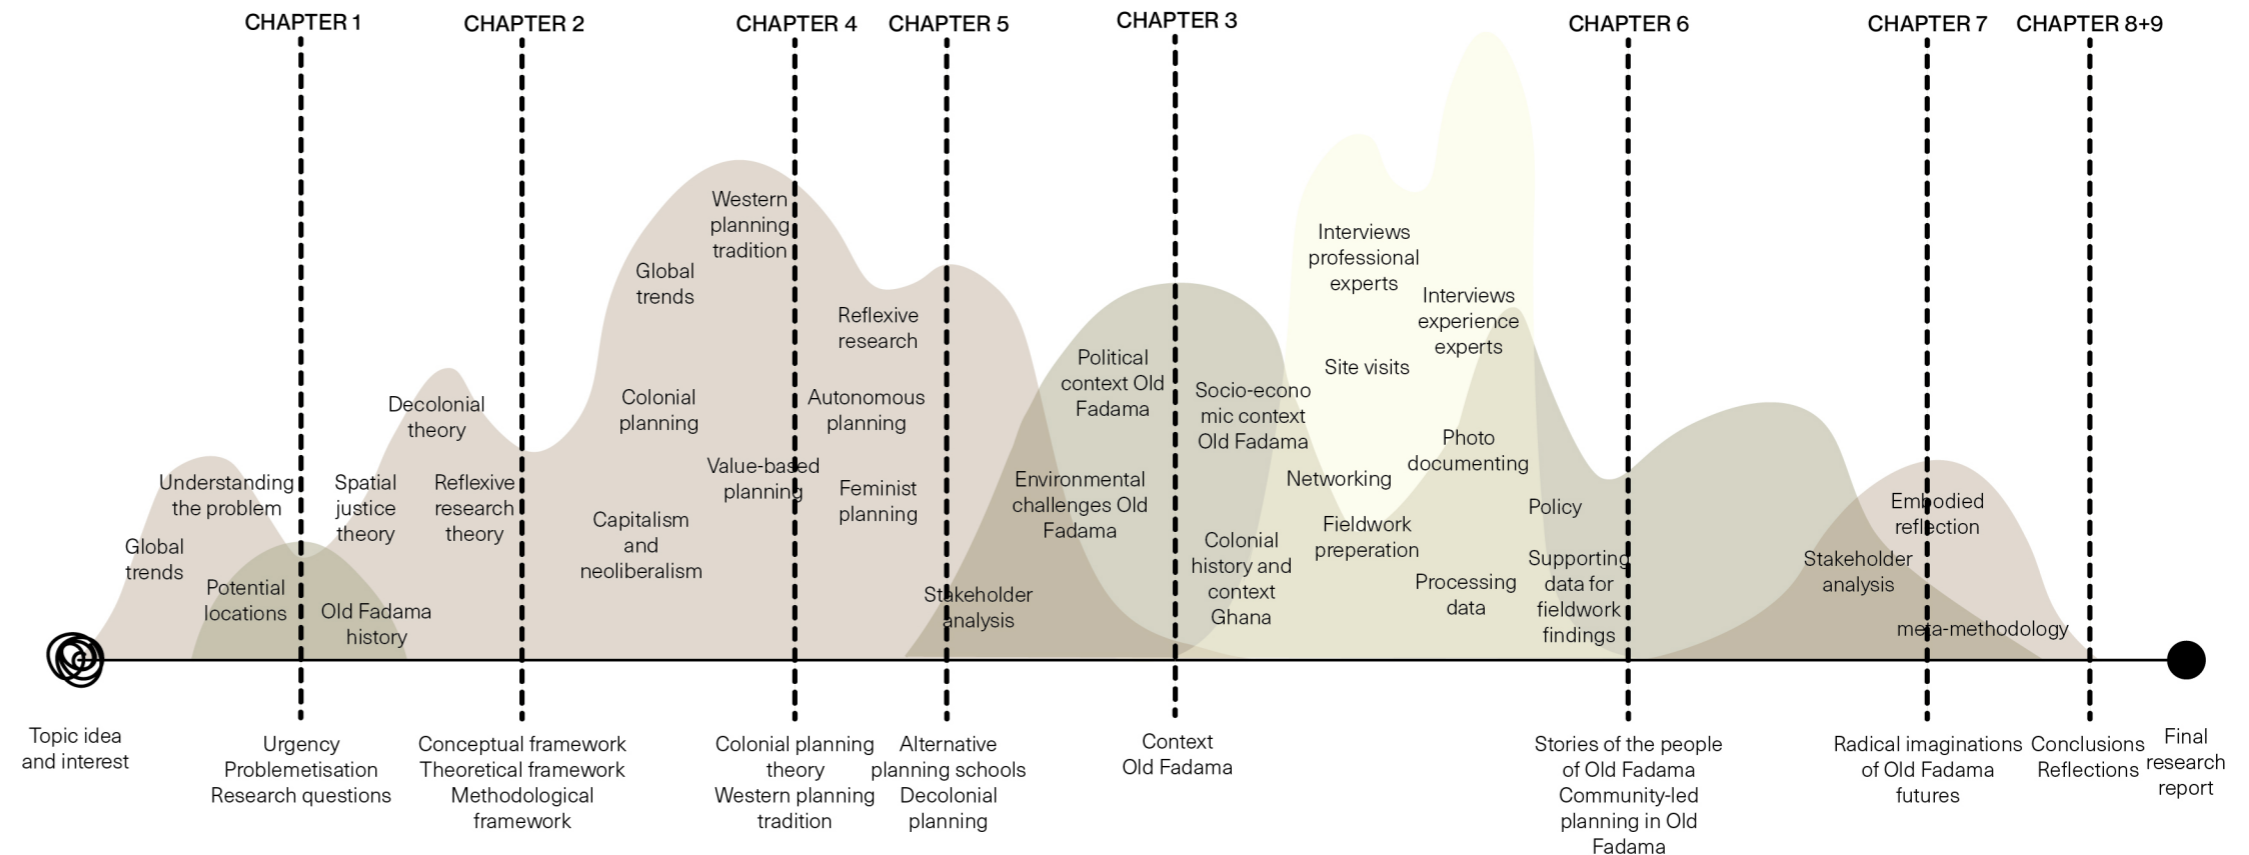 CHAPTER 1
CHAPTER 2
CHAPTER 4
CHAPTER 5
CHAPTER 3
CHAPTER 6
CHAPTER 7
CHAPTER 8+9
Understanding
the problem
Global
trends
Potential
locations
Old Fadama
history
Spatial
justice
theory
Decolonial
theory
Reflexive
research
theory
Global
trends
Western
planning
tradition
Colonial
planning
Capitalism
and
neoliberalism
Value-based
planning
Reflexive
research
Autonomous
planning
Feminist
planning
Stakeholder
analysis
Political
context Old
Fadama
Environmental
challenges Old
Fadama
Socio-econo
mic context
Old Fadama
Colonial
history and
context
Ghana
Interviews
professional
experts
Interviews
experience
experts
Site visits
Photo
documenting
Networking
Fieldwork
preperation
Processing
data
Policy
Supporting
data for
fieldwork
findings
Stakeholder
analysis
Embodied
reflection
meta-methodology
Topic idea
and interest
Urgency
Problemetisation
Research questions
Conceptual framework
Theoretical framework
Methodological
framework
Colonial planning
theory
Western planning
tradition
Alternative
planning schools
Decolonial
planning
Context
Old Fadama
Stories of the people
of Old Fadama
Community-led
planning in Old
Fadama
Radical imaginations
of Old Fadama
futures
Conclusions
Reflections
Final
research
report